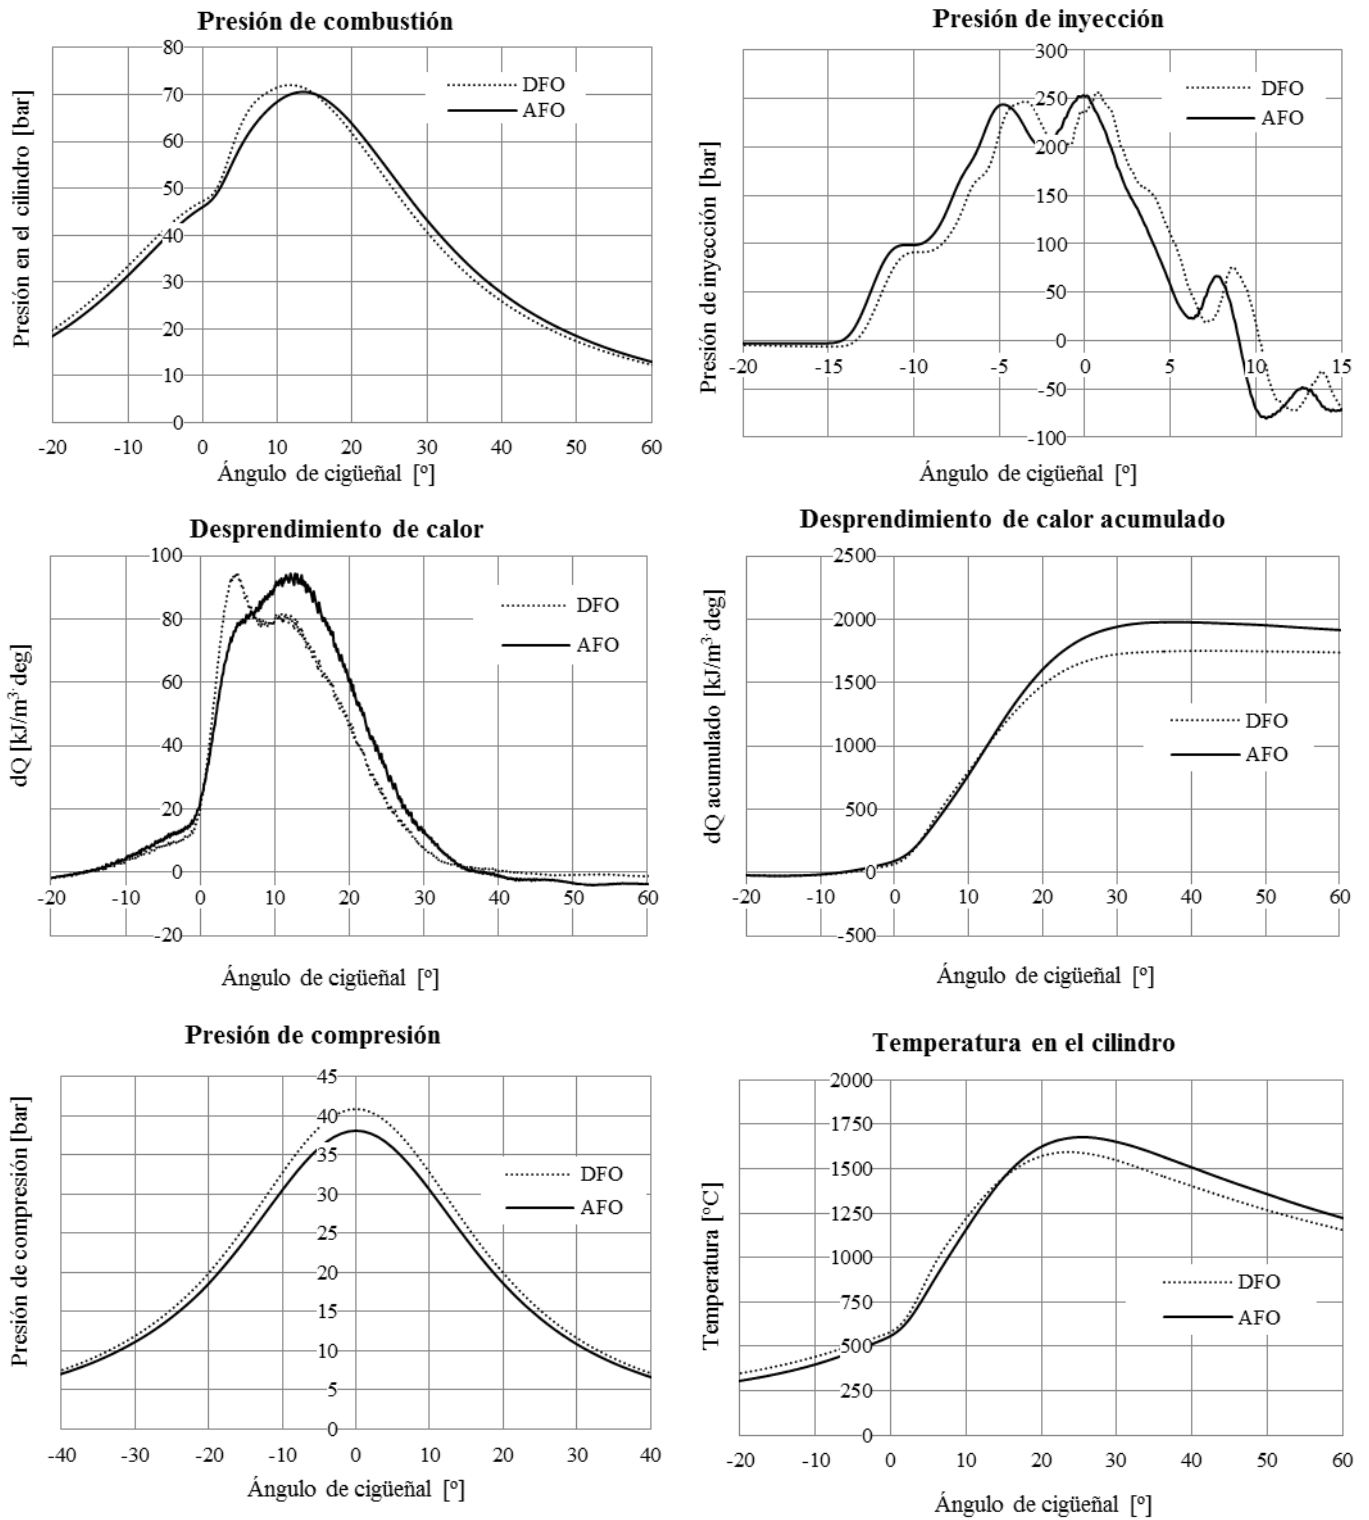 Presión de combustión
80
70
60
50
40
30
20
10
0
-20 -10 0 10 20 30 40 50 60
Presión en el cilindro [bar]
Ángulo de cigüeñal [º]
DFO
AFO
Presión de inyección
300
250
200
150
100
50
0
-50
-100
-20 -15 -10 -5 0 5 10 15
Presión de inyección [bar]
Ángulo de cigüeñal [º]
DFO
AFO
Desprendimiento de calor
100
80
60
40
20
0
-20
-20 -10 0 10 20 30 40 50 60
dQ [kJ/m³·deg]
Ángulo de cigüeñal [º]
DFO
AFO
Desprendimiento de calor acumulado
2500
2000
1500
1000
500
0
-500
-20 -10 0 10 20 30 40 50 60
dQ acumulado [kJ/m³·deg]
Ángulo de cigüeñal [º]
DFO
AFO
Presión de compresión
45
40
35
30
25
20
15
10
5
0
-40 -30 -20 -10 0 10 20 30 40
Presión de compresión [bar]
Ángulo de cigüeñal [º]
DFO
AFO
Temperatura en el cilindro
2000
1750
1500
1250
1000
750
500
250
0
-20 -10 0 10 20 30 40 50 60
Temperatura [ºC]
Ángulo de cigüeñal [º]
DFO
AFO